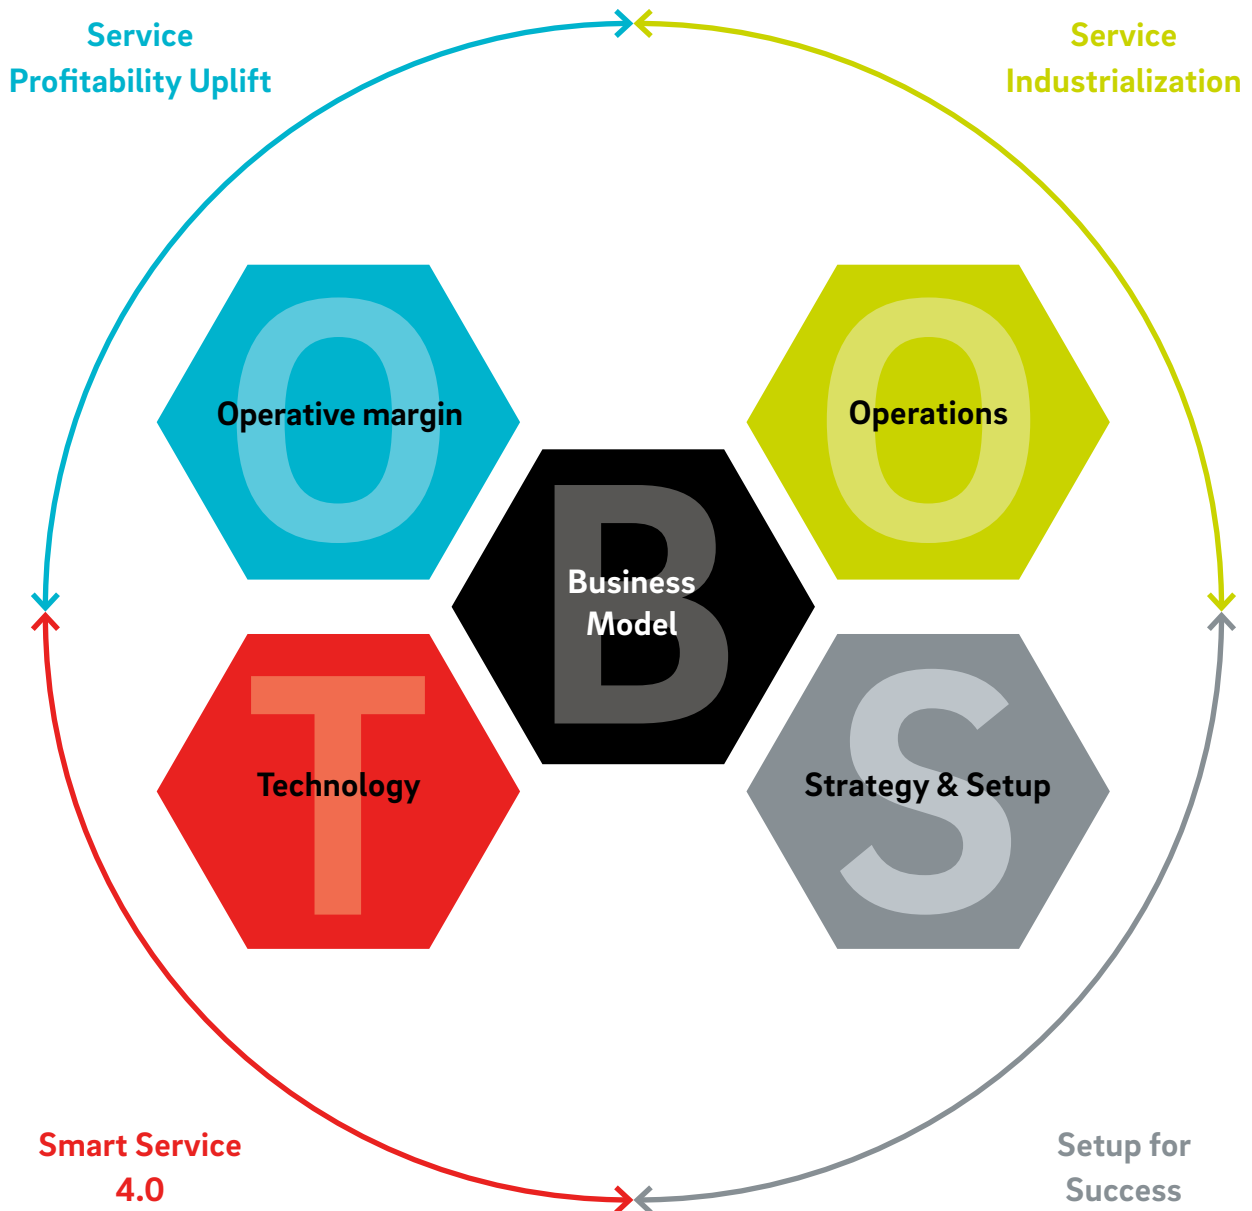 Service
Profitability Uplift
Service
Industrialization
O
Operative margin
O
Operations
B
Business
Model
T
Technology
S
Strategy & Setup
Smart Service
4.0
Setup for
Success